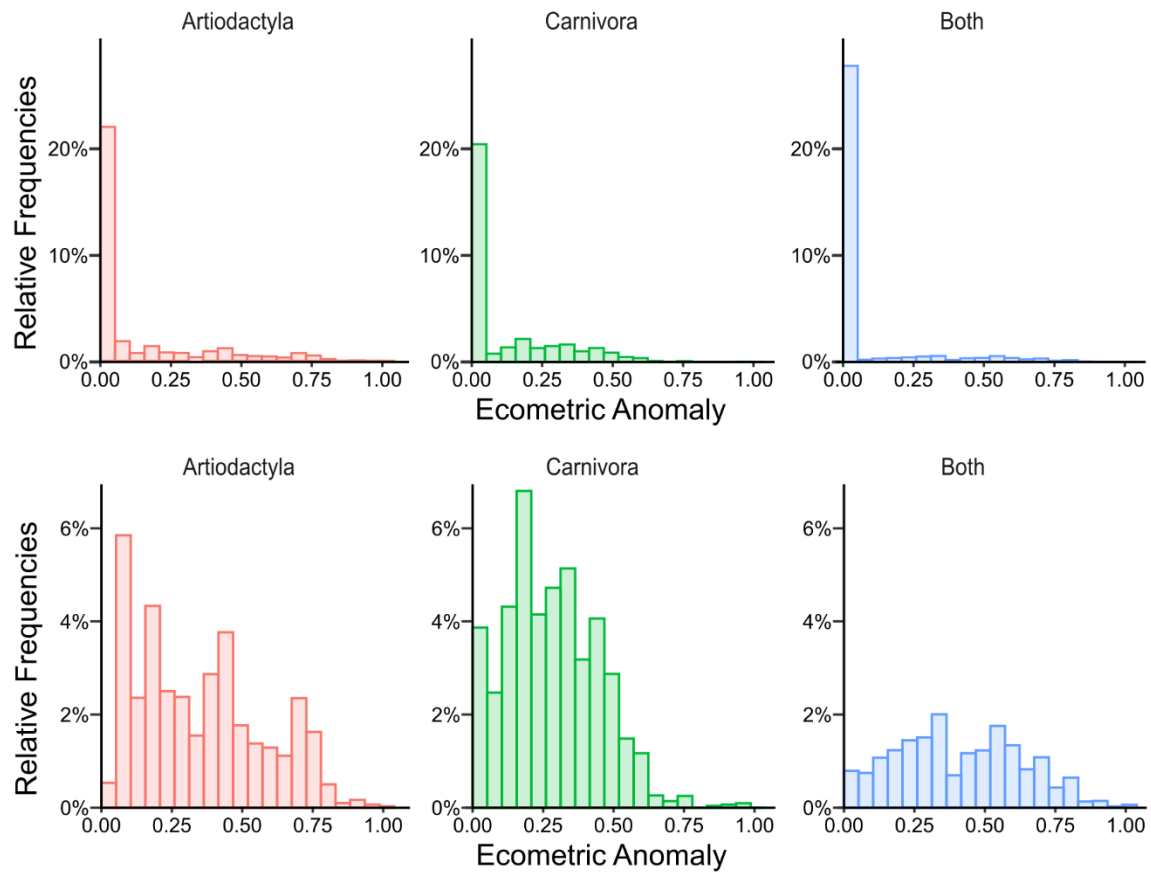 Artiodactyla Carnivora Both
Relative Frequencies
20% 20% 20%
10% 10% 10%
0% 0% 0%
0.00 0.25 0.50 0.75 1.00 0.00 0.25 0.50 0.75 1.00 0.00 0.25 0.50 0.75 1.00
Ecometric Anomaly
Artiodactyla Carnivora Both
Relative Frequencies
6% 6% 6%
4% 4% 4%
2% 2% 2%
0% 0% 0%
0.00 0.25 0.50 0.75 1.00 0.00 0.25 0.50 0.75 1.00 0.00 0.25 0.50 0.75 1.00
Ecometric Anomaly